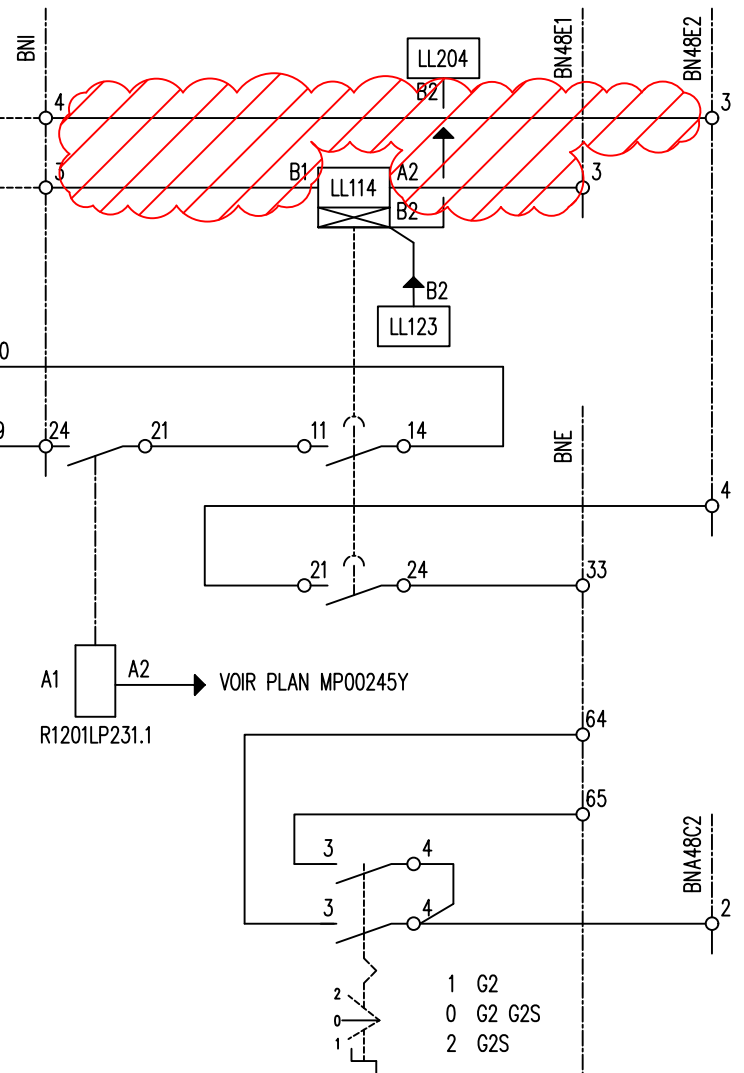 BNI
BN48E1
BN48E2
LL204
B2
4
3
3
B1
LL114
A2
3
B2
B2
LL123
0
9
24
21
11
14
BNE
4
21
24
33
A1
A2
VOIR PLAN MP00245Y
R1201LP231.1
64
65
BNA48C2
3
4
3
4
2
2
0
1
1 G2
0 G2 G2S
2 G2S